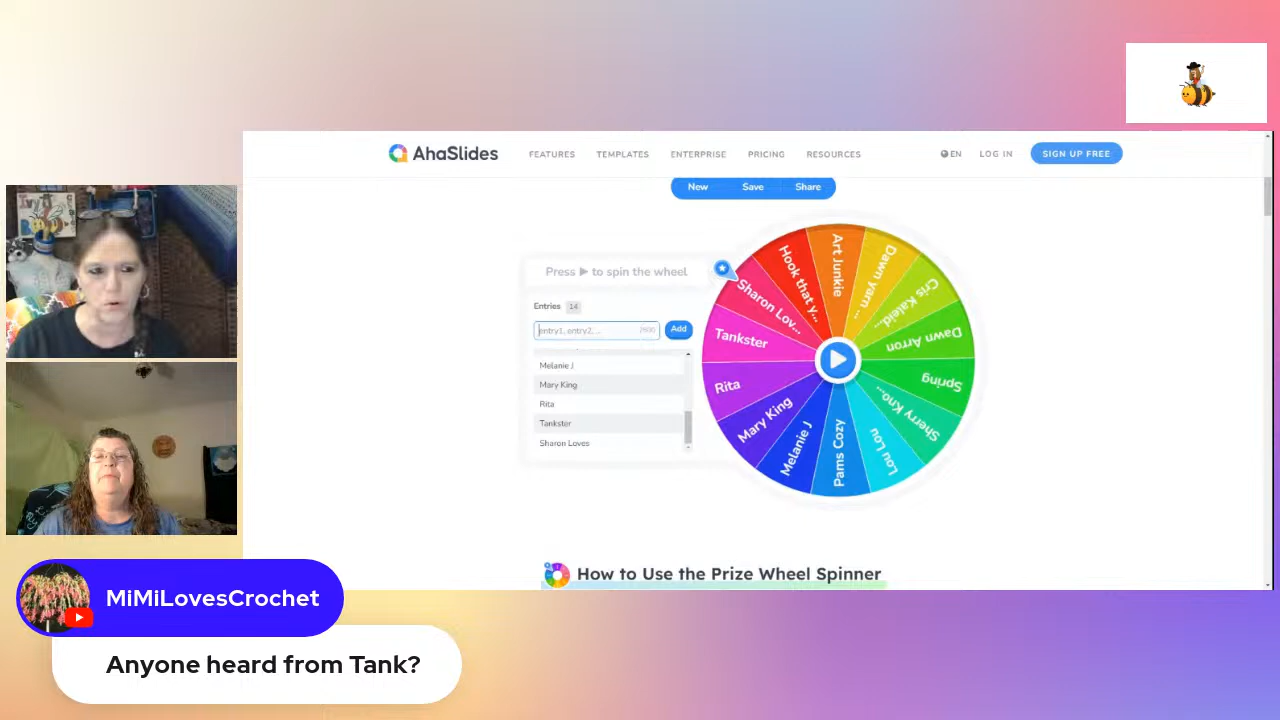 AhaSlides
FEATURES
TEMPLATES
ENTERPRISE
PRICING
RESOURCES
EN
LOG IN
SIGN UP FREE
New
Save
Share
Press ▶ to spin the wheel
Entries 14
entry1, entry2, ...
Add
Melanie J
Mary King
Rita
Tankster
Sharon Loves
Art Junkie
Dawn yarn ...
Cris Kaleid...
Dawn Arron
Spring
Sherry Kno...
Lou Lou
Pams Cozy
Melanie J
Mary King
Rita
Tankster
Sharon Lov...
Hook that y...
How to Use the Prize Wheel Spinner
MiMiLovesCrochet
Anyone heard from Tank?